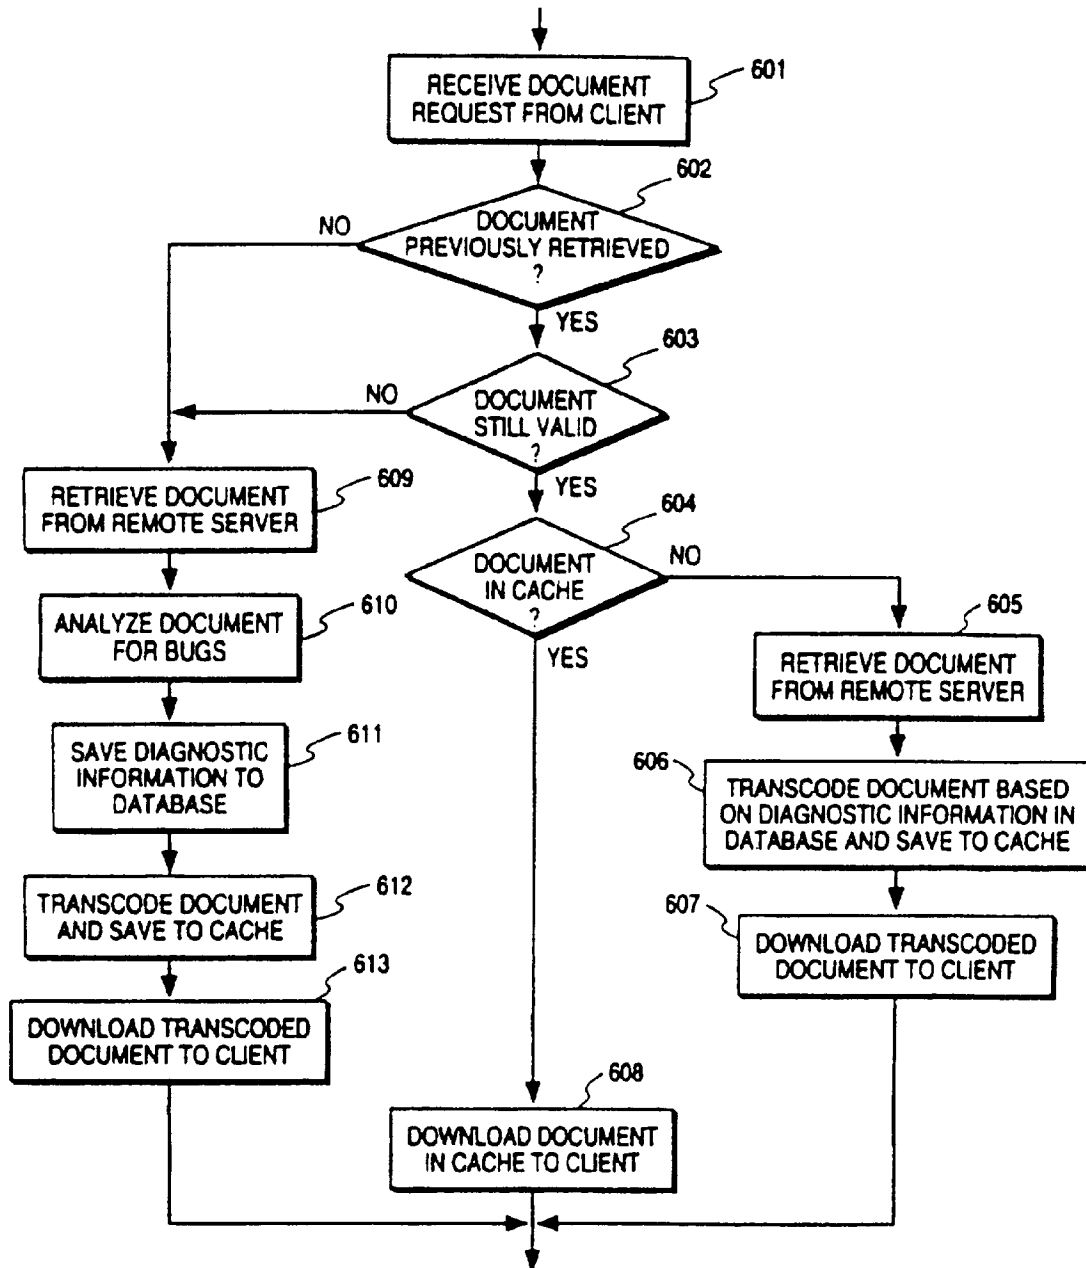 601
RECEIVE DOCUMENT
REQUEST FROM CLIENT
602
DOCUMENT
PREVIOUSLY RETRIEVED
?
NO
YES
603
DOCUMENT
STILL VALID
?
NO
YES
604
DOCUMENT
IN CACHE
?
NO
YES
609
RETRIEVE DOCUMENT
FROM REMOTE SERVER
610
ANALYZE DOCUMENT
FOR BUGS
611
SAVE DIAGNOSTIC
INFORMATION TO
DATABASE
612
TRANSCODE DOCUMENT
AND SAVE TO CACHE
613
DOWNLOAD TRANSCODED
DOCUMENT TO CLIENT
605
RETRIEVE DOCUMENT
FROM REMOTE SERVER
606
TRANSCODE DOCUMENT BASED
ON DIAGNOSTIC INFORMATION IN
DATABASE AND SAVE TO CACHE
607
DOWNLOAD TRANSCODED
DOCUMENT TO CLIENT
608
DOWNLOAD DOCUMENT
IN CACHE TO CLIENT